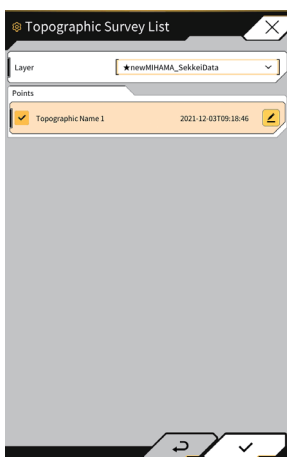 Topographic Survey List
Layer ★newMIHAMA_SekkeiData
Points
Topographic Name 1 2021-12-03T09:18:46